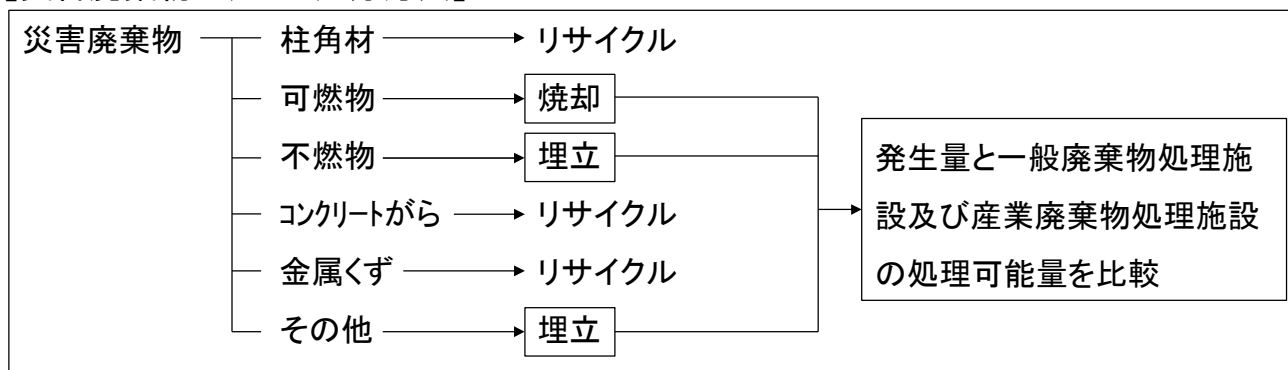 災害廃棄物
柱角材
リサイクル
可燃物
焼却
不燃物
埋立
コンクリートがら
リサイクル
金属くず
リサイクル
その他
埋立
発生量と一般廃棄物処理施
設及び産業廃棄物処理施設
の処理可能量を比較